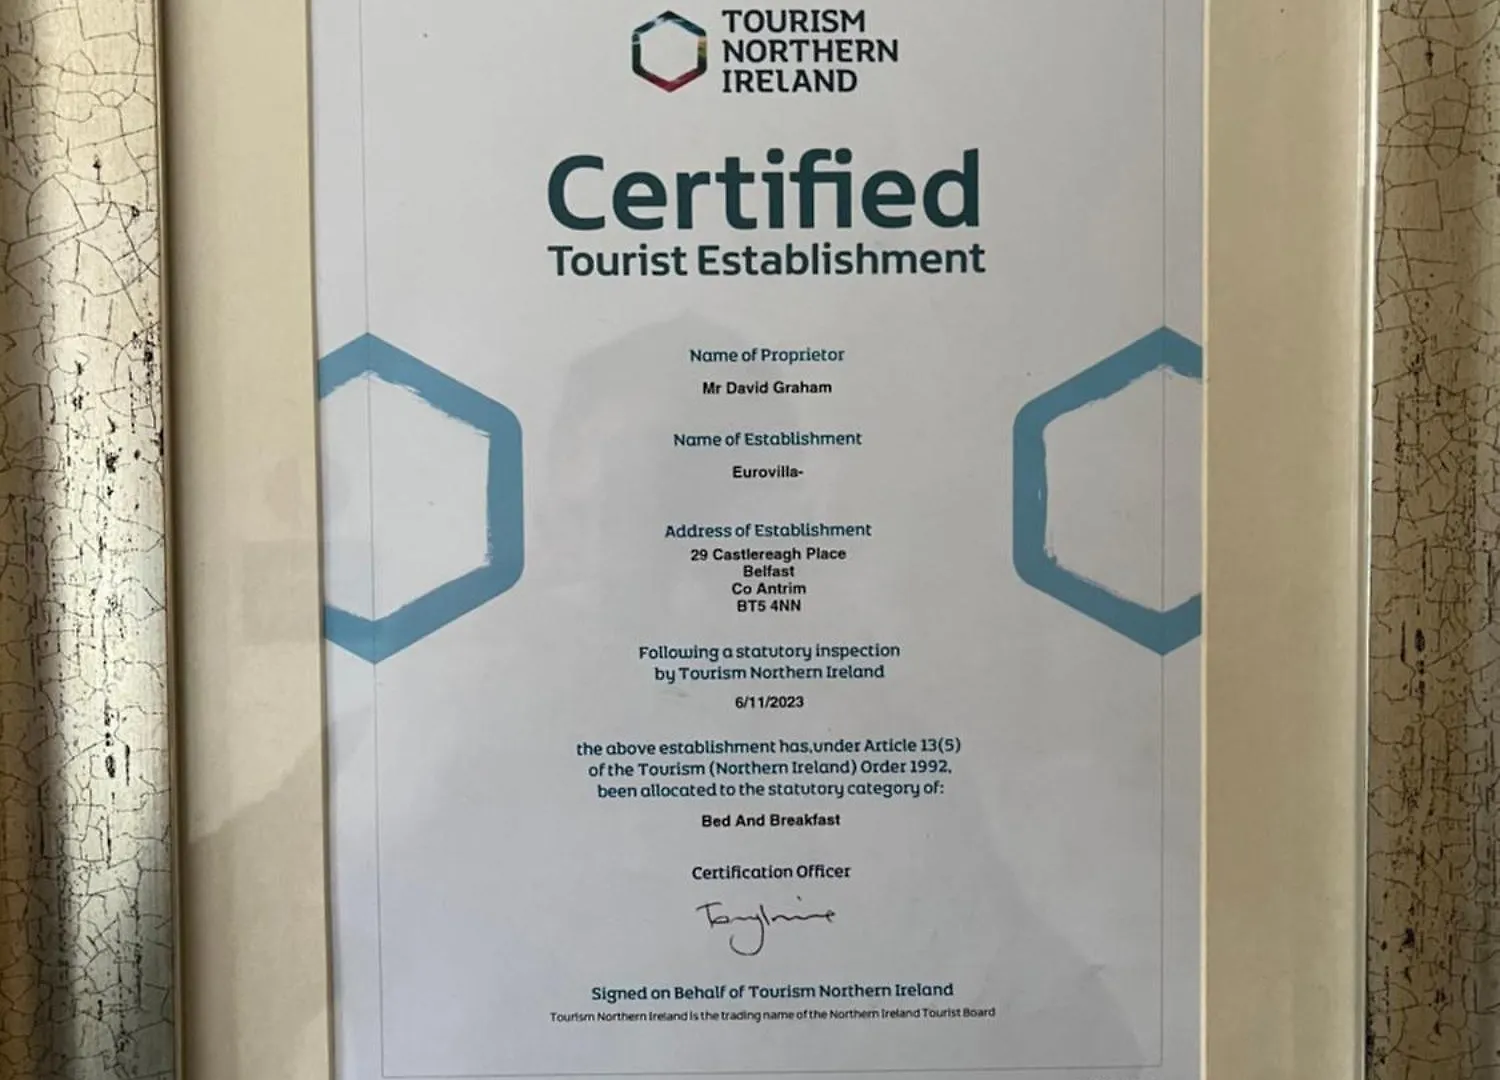 TOURISM
NORTHERN
IRELAND
Certified
Tourist Establishment
Name of Proprietor
Mr David Graham
Name of Establishment
Eurovilla-
Address of Establishment
29 Castlereagh Place
Belfast
Co Antrim
BT5 4NN
Following a statutory inspection
by Tourism Northern Ireland
6/11/2023
the above establishment has,under Article 13(5)
of the Tourism (Northern Ireland) Order 1992,
been allocated to the statutory category of:
Bed And Breakfast
Certification Officer
Signed on Behalf of Tourism Northern Ireland
Tourism Northern Ireland is the trading name of the Northern Ireland Tourist Board